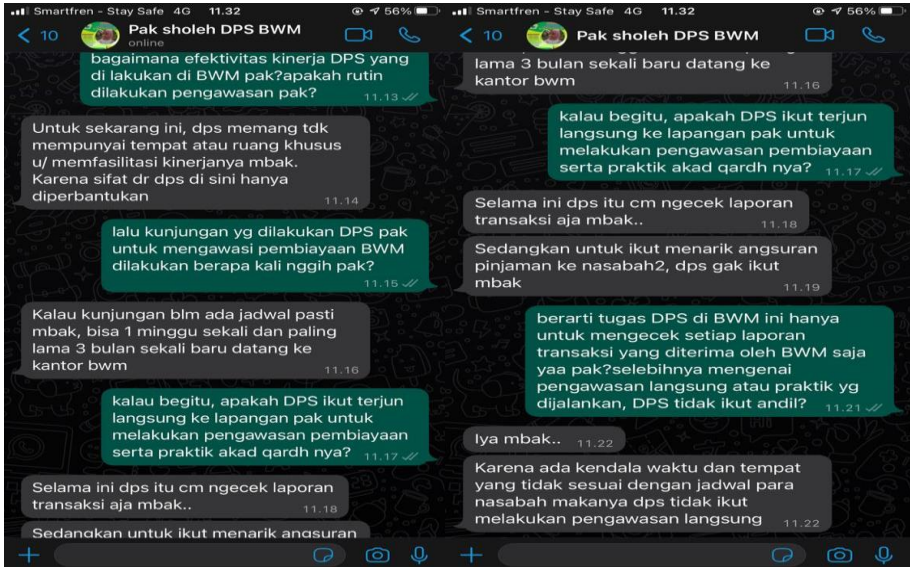 Smartfren - Stay Safe 4G 11.32 56%
10 Pak sholeh DPS BWM
online
bagaimana efektivitas kinerja DPS yang
di lakukan di BWM pak?apakah rutin
dilakukan pengawasan pak? 11.13
Untuk sekarang ini, dps memang tdk
mempunyai tempat atau ruang khusus
u/ memfasilitasi kinerjanya mbak.
Karena sifat dr dps di sini hanya
diperbantukan 11.14
lalu kunjungan yg dilakukan DPS pak
untuk mengawasi pembiayaan BWM
dilakukan berapa kali nggih pak?
11.15
Kalau kunjungan blm ada jadwal pasti
mbak, bisa 1 minggu sekali dan paling
lama 3 bulan sekali baru datang ke
kantor bwm 11.16
kalau begitu, apakah DPS ikut terjun
langsung ke lapangan pak untuk
melakukan pengawasan pembiayaan
serta praktik akad qardh nya? 11.17
Selama ini dps itu cm ngecek laporan
transaksi aja mbak.. 11.18
Sedangkan untuk ikut menarik angsuran
Smartfren - Stay Safe 4G 11.32 56%
10 Pak sholeh DPS BWM
lama 3 bulan sekali baru datang ke
kantor bwm 11.16
kalau begitu, apakah DPS ikut terjun
langsung ke lapangan pak untuk
melakukan pengawasan pembiayaan
serta praktik akad qardh nya? 11.17
Selama ini dps itu cm ngecek laporan
transaksi aja mbak.. 11.18
Sedangkan untuk ikut menarik angsuran
pinjaman ke nasabah2, dps gak ikut
mbak 11.19
berarti tugas DPS di BWM ini hanya
untuk mengecek setiap laporan
transaksi yang diterima oleh BWM saja
yaa pak?selebihnya mengenai
pengawasan langsung atau praktik yg
dijalankan, DPS tidak ikut andil? 11.21
Iya mbak.. 11.22
Karena ada kendala waktu dan tempat
yang tidak sesuai dengan jadwal para
nasabah makanya dps tidak ikut
melakukan pengawasan langsung 11.22